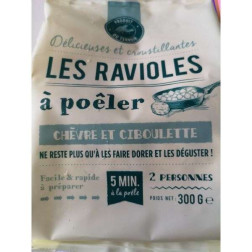 Délicieuses et croustillantes
LES RAVIOLES
à poêler
CHÈVRE ET CIBOULETTE
NE RESTE PLUS QU'À LES FAIRE DORER ET LES DÉGUSTER !
Facile & rapide
à préparer
5 MIN.
à la poêle
2 PERSONNES
POIDS NET : 300 G e